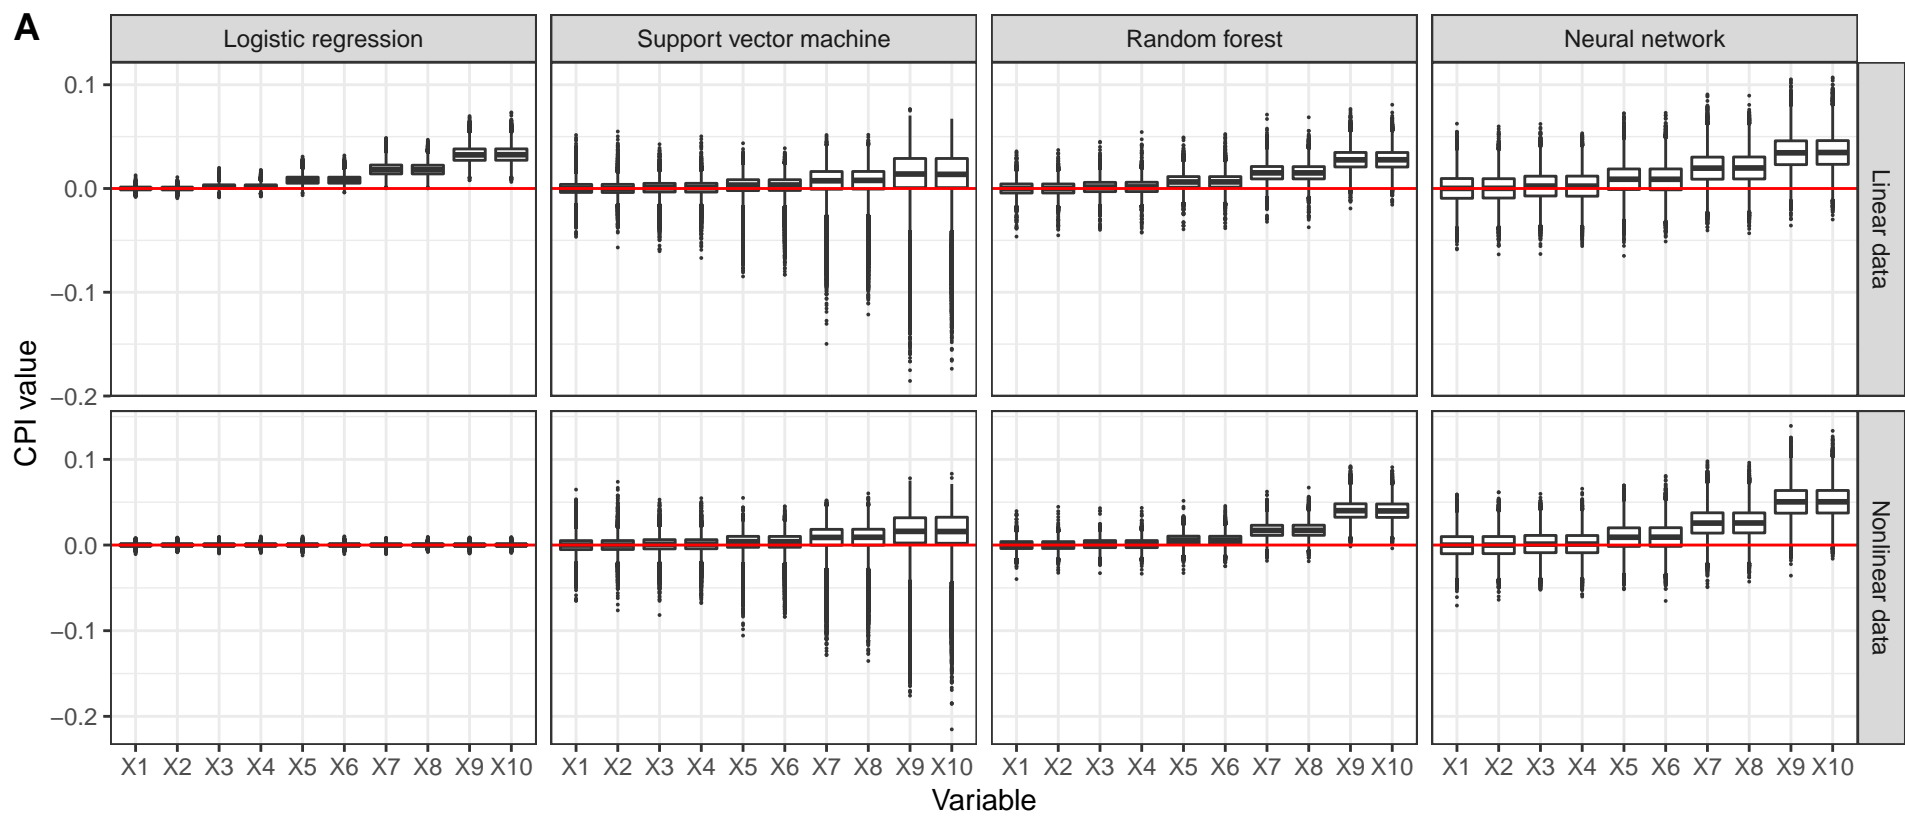 A
Logistic regression Support vector machine Random forest Neural network
0.1
0.0
−0.1
−0.2
Linear data
CPI value
0.1
0.0
−0.1
−0.2
Nonlinear data
X1 X2 X3 X4 X5 X6 X7 X8 X9 X10 X1 X2 X3 X4 X5 X6 X7 X8 X9 X10 X1 X2 X3 X4 X5 X6 X7 X8 X9 X10 X1 X2 X3 X4 X5 X6 X7 X8 X9 X10
Variable